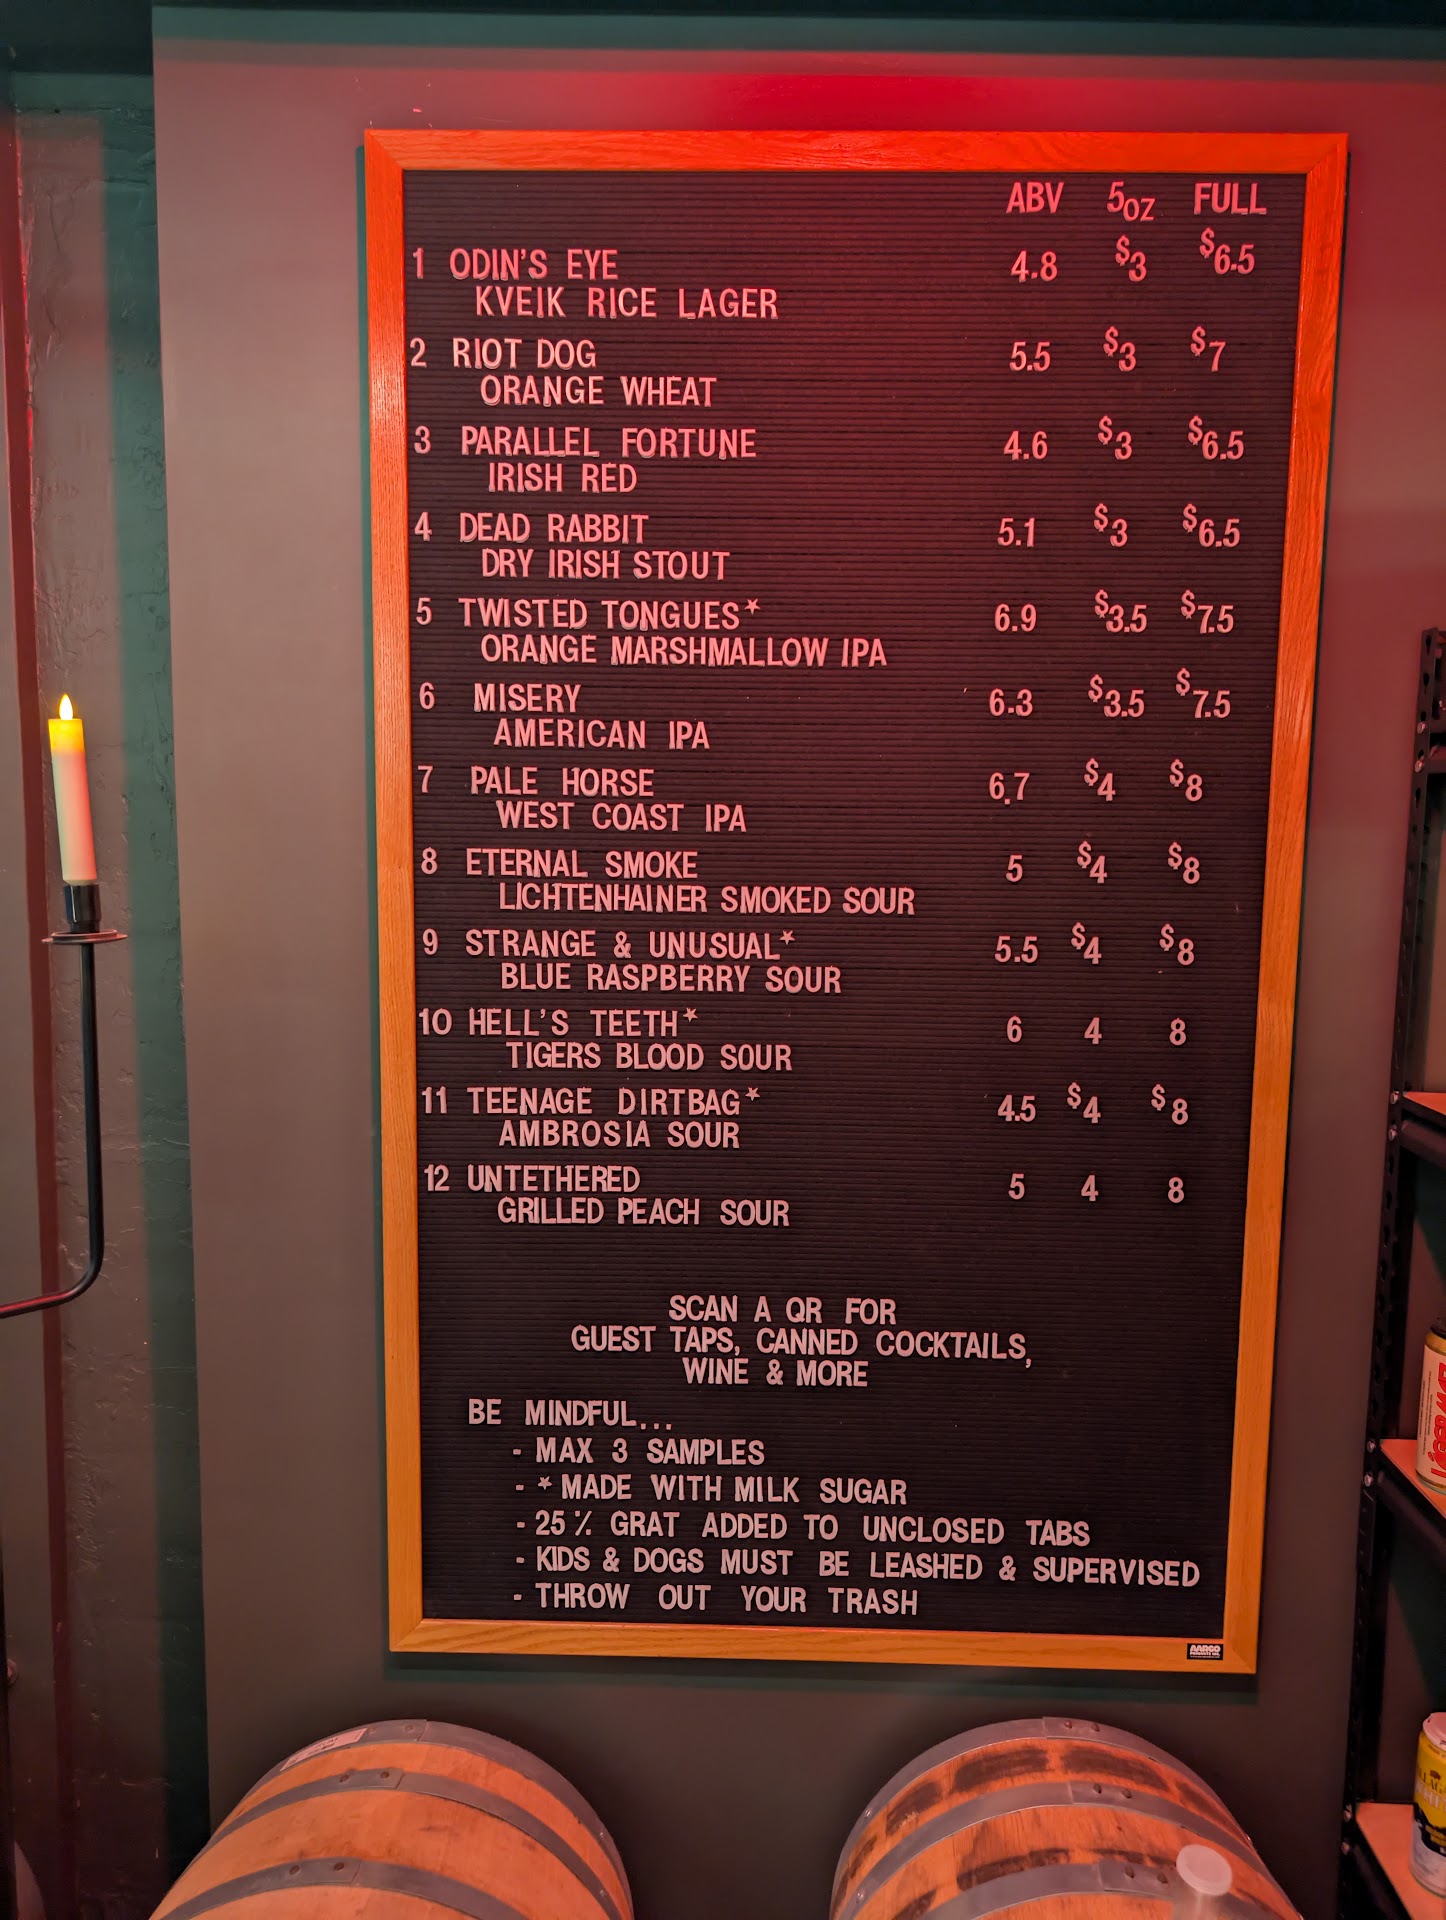 ABV 5oz FULL
1 ODIN'S EYE 4.8 $3 $6.5
KVEIK RICE LAGER
2 RIOT DOG 5.5 $3 $7
ORANGE WHEAT
3 PARALLEL FORTUNE 4.6 $3 $6.5
IRISH RED
4 DEAD RABBIT 5.1 $3 $6.5
DRY IRISH STOUT
5 TWISTED TONGUES* 6.9 $3.5 $7.5
ORANGE MARSHMALLOW IPA
6 MISERY 6.3 $3.5 $7.5
AMERICAN IPA
7 PALE HORSE 6.7 $4 $8
WEST COAST IPA
8 ETERNAL SMOKE 5 $4 $8
LICHTENHAINER SMOKED SOUR
9 STRANGE & UNUSUAL* 5.5 $4 $8
BLUE RASPBERRY SOUR
10 HELL'S TEETH* 6 4 8
TIGERS BLOOD SOUR
11 TEENAGE DIRTBAG* 4.5 $4 $8
AMBROSIA SOUR
12 UNTETHERED 5 4 8
GRILLED PEACH SOUR
SCAN A QR FOR
GUEST TAPS, CANNED COCKTAILS,
WINE & MORE
BE MINDFUL...
- MAX 3 SAMPLES
- * MADE WITH MILK SUGAR
- 25% GRAT ADDED TO UNCLOSED TABS
- KIDS & DOGS MUST BE LEASHED & SUPERVISED
- THROW OUT YOUR TRASH
AARCO